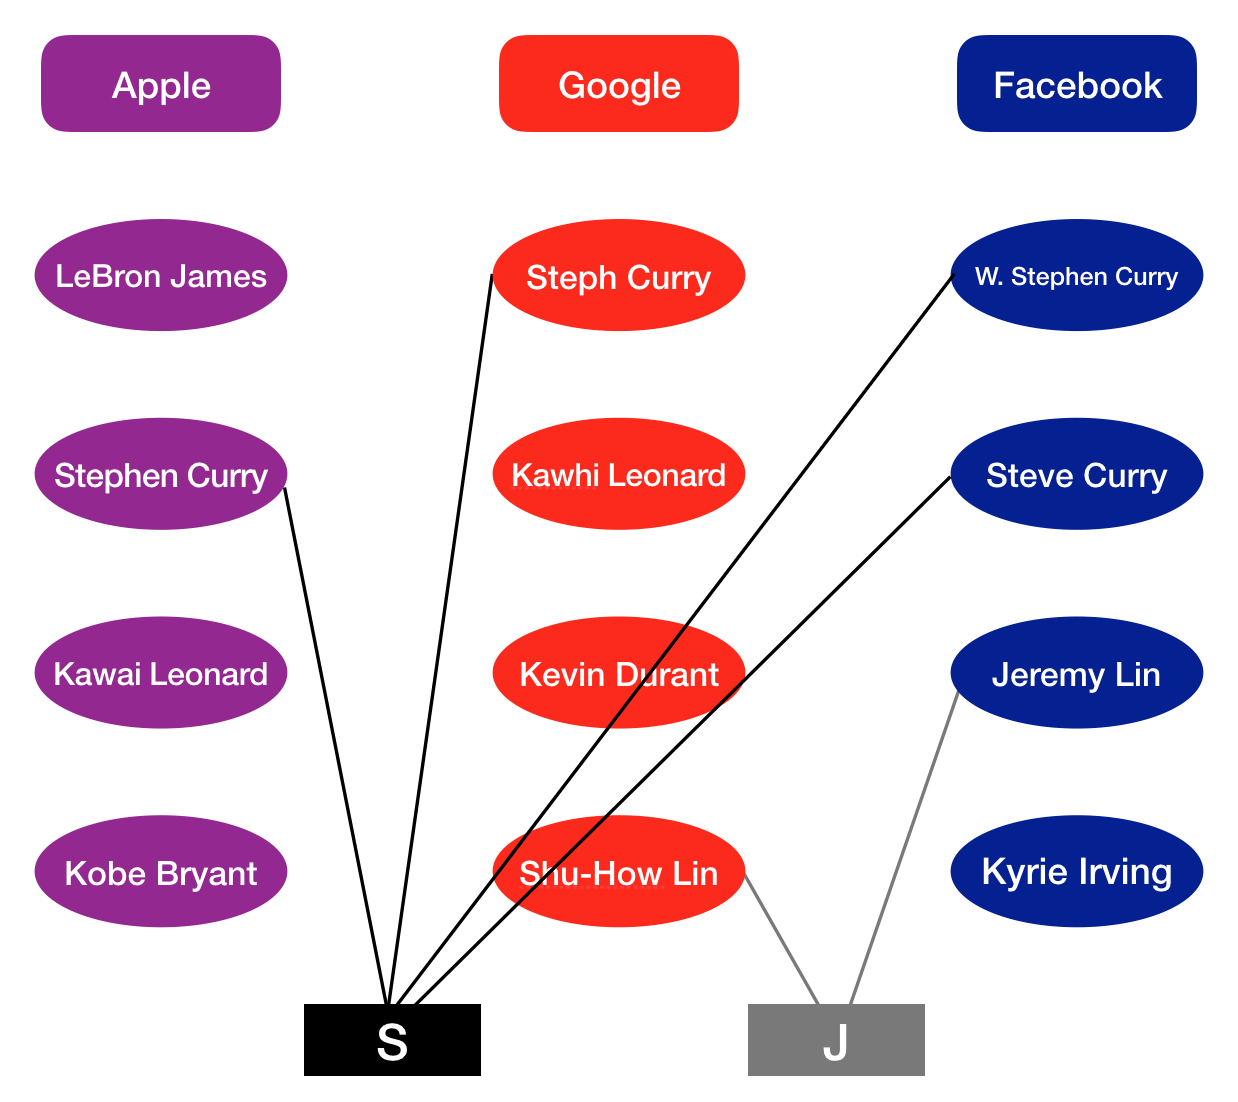 Apple
Google
Facebook
LeBron James
Steph Curry
W. Stephen Curry
Stephen Curry
Kawhi Leonard
Steve Curry
Kawai Leonard
Kevin Durant
Jeremy Lin
Kobe Bryant
Shu-How Lin
Kyrie Irving
S
J